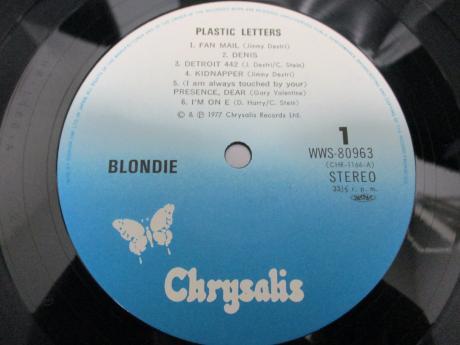 PLASTIC LETTERS
1. FAN MAIL (Jimmy Destri)
2. DENIS
3. DETROIT 442 (J. Destri/C. Stein)
4. KIDNAPPER (Jimmy Destri)
5. (I am always touched by your)
PRESENCE, DEAR (Gary Valentine)
6. I'M ON E (D. Harry/C. Stein)
© & ℗ 1977 Chrysalis Records Ltd.
1
WWS-80963
(CHR-1166-A)
STEREO
33⅓ r.p.m.
BLONDIE
Chrysalis